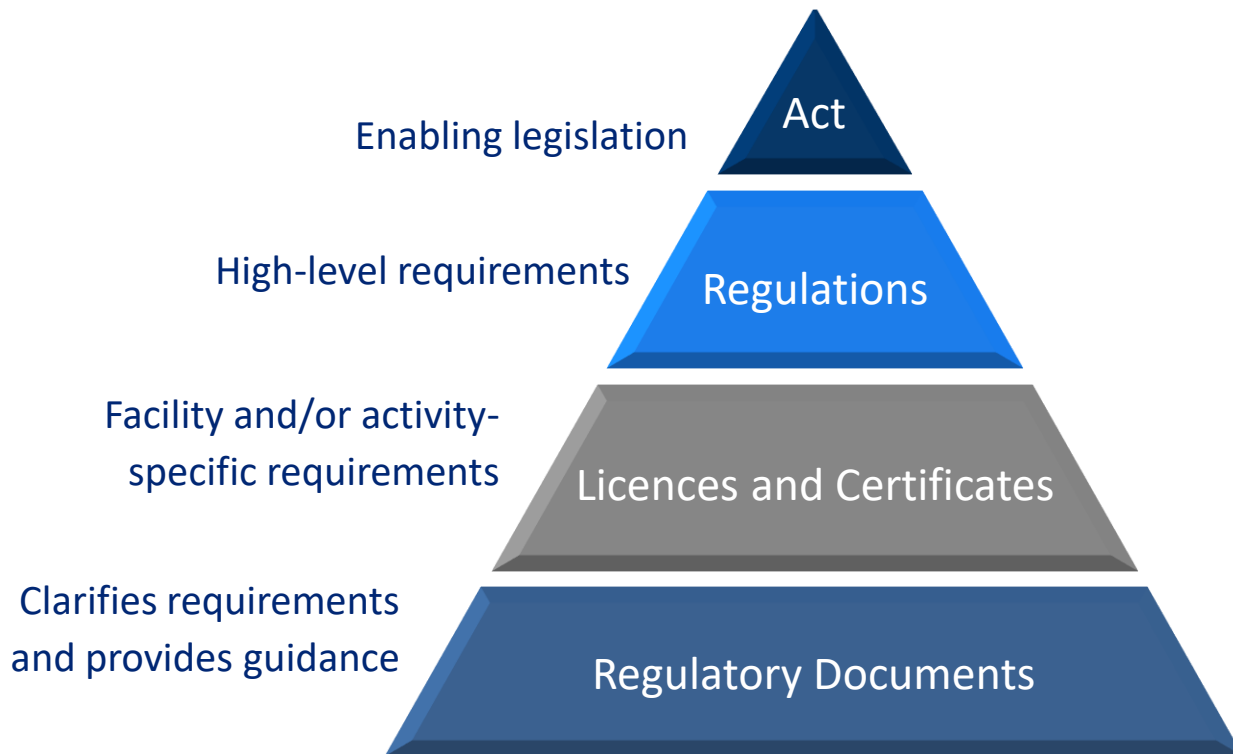 Act
Enabling legislation
High-level requirements
Regulations
Facility and/or activity-
specific requirements
Licences and Certificates
Clarifies requirements
and provides guidance
Regulatory Documents